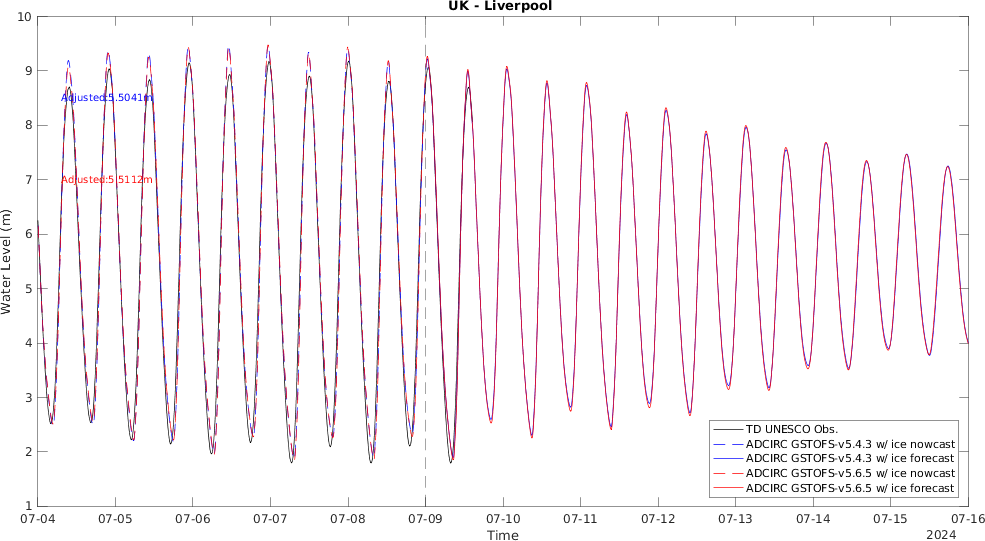 UK - Liverpool
10
9
8
7
6
5
4
3
2
1
Water Level (m)
Adjusted:5.5041m
Adjusted:5.5112m
TD UNESCO Obs.
ADCIRC GSTOFS-v5.4.3 w/ ice nowcast
ADCIRC GSTOFS-v5.4.3 w/ ice forecast
ADCIRC GSTOFS-v5.6.5 w/ ice nowcast
ADCIRC GSTOFS-v5.6.5 w/ ice forecast
07-04 07-05 07-06 07-07 07-08 07-09 07-10 07-11 07-12 07-13 07-14 07-15 07-16
Time
2024